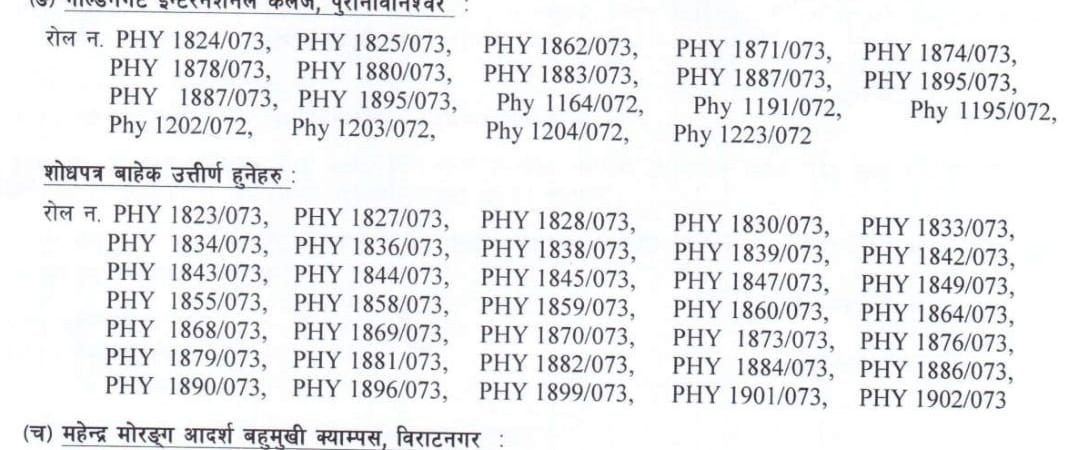 (ङ) गोल्डेनगेट इन्टरनेशनल कलेज, पुरानोवानेश्वर :
रोल न. PHY 1824/073, PHY 1825/073, PHY 1862/073, PHY 1871/073, PHY 1874/073,
PHY 1878/073, PHY 1880/073, PHY 1883/073, PHY 1887/073, PHY 1895/073,
PHY 1887/073, PHY 1895/073, Phy 1164/072, Phy 1191/072, Phy 1195/072,
Phy 1202/072, Phy 1203/072, Phy 1204/072, Phy 1223/072
शोधपत्र बाहेक उत्तीर्ण हुनेहरु :
रोल न. PHY 1823/073, PHY 1827/073, PHY 1828/073, PHY 1830/073, PHY 1833/073,
PHY 1834/073, PHY 1836/073, PHY 1838/073, PHY 1839/073, PHY 1842/073,
PHY 1843/073, PHY 1844/073, PHY 1845/073, PHY 1847/073, PHY 1849/073,
PHY 1855/073, PHY 1858/073, PHY 1859/073, PHY 1860/073, PHY 1864/073,
PHY 1868/073, PHY 1869/073, PHY 1870/073, PHY 1873/073, PHY 1876/073,
PHY 1879/073, PHY 1881/073, PHY 1882/073, PHY 1884/073, PHY 1886/073,
PHY 1890/073, PHY 1896/073, PHY 1899/073, PHY 1901/073, PHY 1902/073
(च) महेन्द्र मोरङ्ग आदर्श बहुमुखी क्याम्पस, विराटनगर :